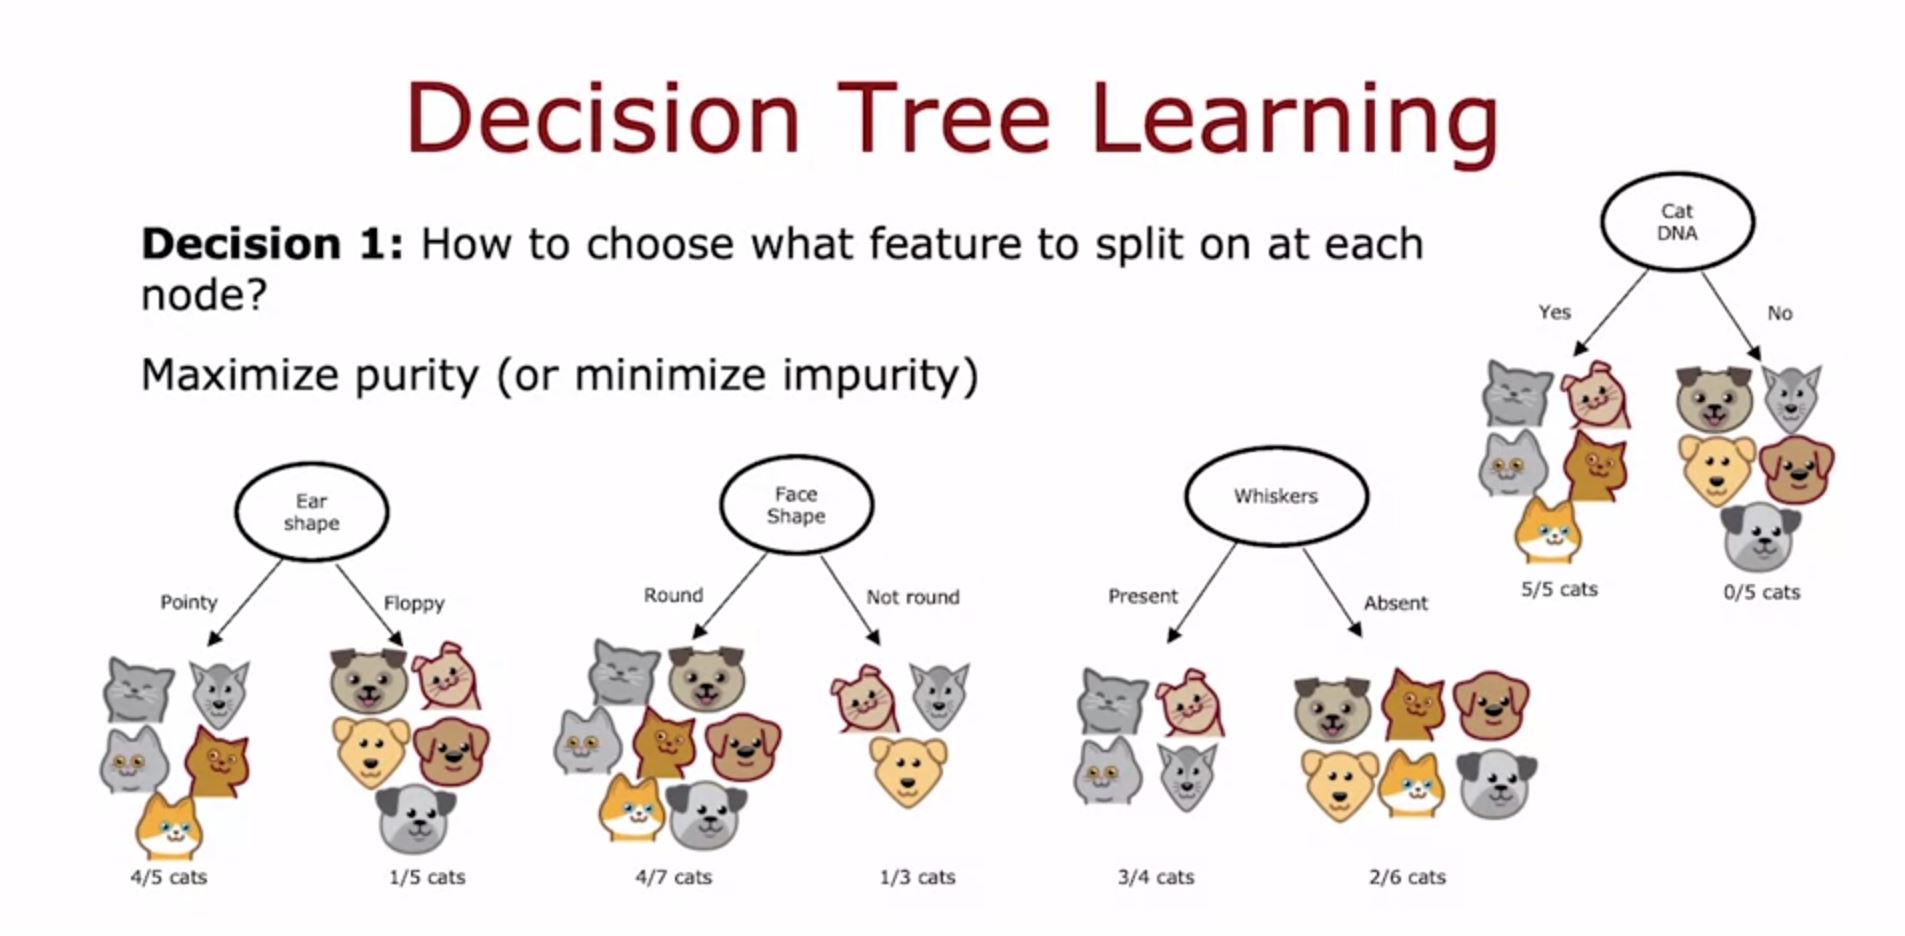 Decision Tree Learning
Decision 1: How to choose what feature to split on at each
node?
Maximize purity (or minimize impurity)
Ear
shape
Pointy
Floppy
4/5 cats
1/5 cats
Face
Shape
Round
Not round
4/7 cats
1/3 cats
Whiskers
Present
Absent
3/4 cats
2/6 cats
Cat
DNA
Yes
No
5/5 cats
0/5 cats